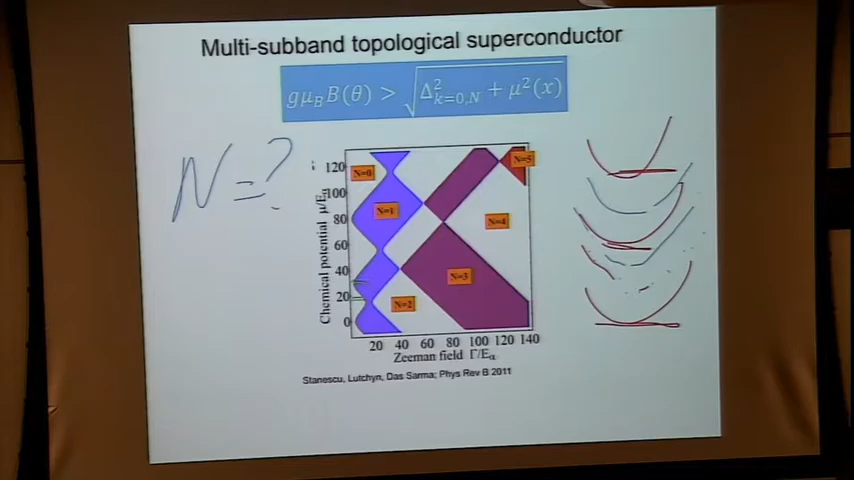 Multi-subband topological superconductor
gμ_B B(θ) > √(Δ²_{k=0,N} + μ²(x))
N=?
120
100
80
60
40
20
0
Chemical potential μ/Eα
N=0
N=1
N=2
N=3
N=4
N=5
20 40 60 80 100 120 140
Zeeman field Γ/Eα
Stanescu, Lutchyn, Das Sarma; Phys Rev B 2011